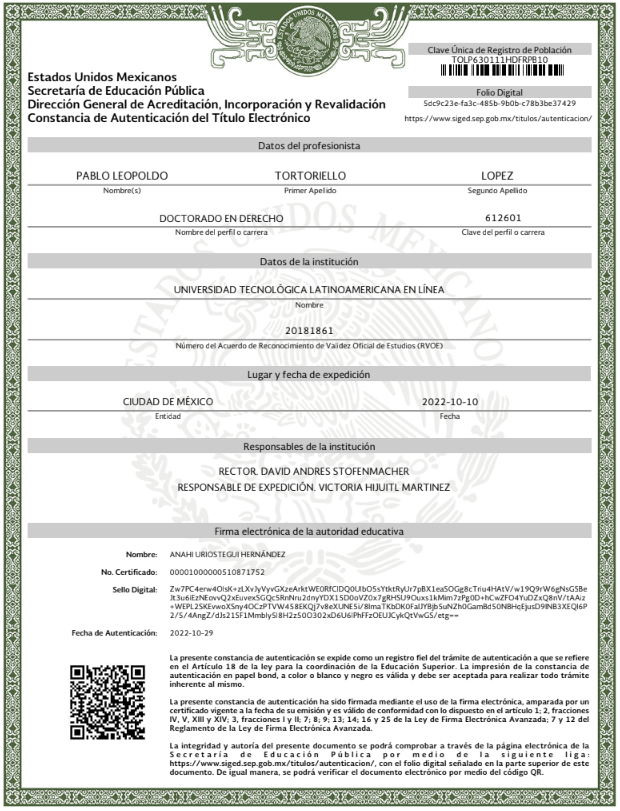 ESTADOS UNIDOS MEXICANOS
Clave Única de Registro de Población
TOLP630111HDFRPB10
Estados Unidos Mexicanos
Secretaría de Educación Pública
Dirección General de Acreditación, Incorporación y Revalidación
Constancia de Autenticación del Título Electrónico
Folio Digital
5dc9c23e-fa3c-485b-9b0b-c78b3be37429
https://www.siged.sep.gob.mx/titulos/autenticacion/
Datos del profesionista
PABLO LEOPOLDO TORTORIELLO LOPEZ
Nombre(s) Primer Apellido Segundo Apellido
DOCTORADO EN DERECHO 612601
Nombre del perfil o carrera Clave del perfil o carrera
Datos de la institución
UNIVERSIDAD TECNOLÓGICA LATINOAMERICANA EN LÍNEA
Nombre
20181861
Número del Acuerdo de Reconocimiento de Validez Oficial de Estudios (RVOE)
Lugar y fecha de expedición
CIUDAD DE MÉXICO 2022-10-10
Entidad Fecha
Responsables de la institución
RECTOR. DAVID ANDRES STOFENMACHER
RESPONSABLE DE EXPEDICIÓN. VICTORIA HIJUITL MARTINEZ
Firma electrónica de la autoridad educativa
Nombre: ANAHI URIOSTEGUI HERNÁNDEZ
No. Certificado: 00001000000510871752
Sello Digital: Zw7PC4erw4OlsK+zLXvJyVyvGXzeArktWE0RfCIDQ0UlbO5sYtktRyUr7pBX1ea5OGg8cTriu4HAtV/w19Q9rW6gNsG5Be
Jt3u6iEzNEovvQ2xEuvexSGQcSRnNru2dnyYDX15D0oVZ0x7gRHSU9Ouxs1kMim7zPg0D+hCwZFO4YuDZxQ8nV/tAAiz
+WEPL2SKEvwoXSny4OCzPTVW458EKQj7v8eXUNE5i/8ImaTKbDK0FalJYBjb5uNZh0GamBd50NBHqEjusD9INB3XEQI6P
2/5/4AngZ/dJs21SF1Mmbly5I8H2z50O302xD6U6lPhFFzOEUJCykQtVwGS/etg==
Fecha de Autenticación: 2022-10-29
La presente constancia de autenticación se expide como un registro fiel del trámite de autenticación a que se refiere
en el Artículo 18 de la ley para la coordinación de la Educación Superior. La impresión de la constancia de
autenticación en papel bond, a color o blanco y negro es válida y debe ser aceptada para realizar todo trámite
inherente al mismo.
La presente constancia de autenticación ha sido firmada mediante el uso de la firma electrónica, amparada por un
certificado vigente a la fecha de su emisión y es válido de conformidad con lo dispuesto en el artículo 1; 2, fracciones
IV, V, XIII y XIV; 3, fracciones I y II; 7; 8; 9; 13; 14; 16 y 25 de la Ley de Firma Electrónica Avanzada; 7 y 12 del
Reglamento de la Ley de Firma Electrónica Avanzada.
La integridad y autoría del presente documento se podrá comprobar a través de la página electrónica de la
Secretaría de Educación Pública por medio de la siguiente liga:
https://www.siged.sep.gob.mx/titulos/autenticacion/, con el folio digital señalado en la parte superior de este
documento. De igual manera, se podrá verificar el documento electrónico por medio del código QR.